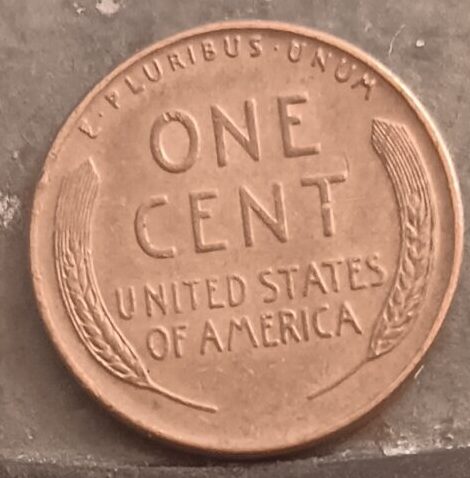 E·PLURIBUS·UNUM
ONE
CENT
UNITED STATES
OF AMERICA